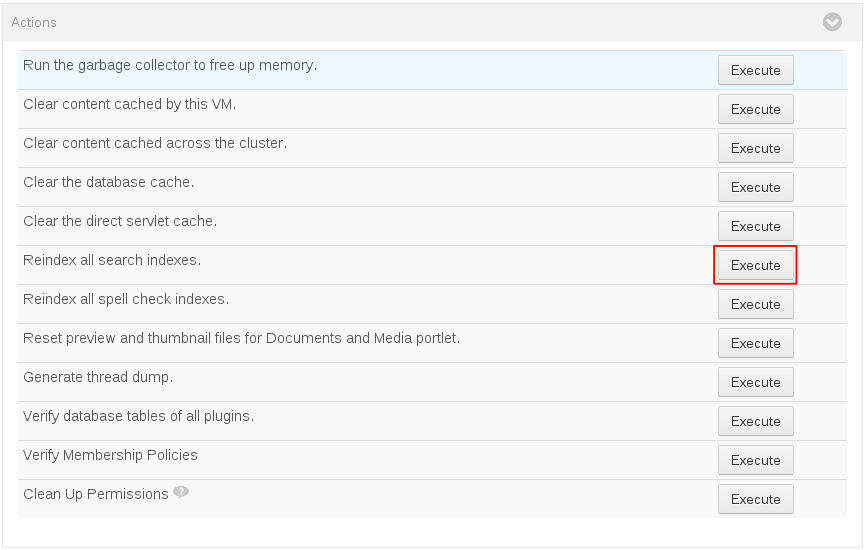 Actions
Run the garbage collector to free up memory. Execute
Clear content cached by this VM. Execute
Clear content cached across the cluster. Execute
Clear the database cache. Execute
Clear the direct servlet cache. Execute
Reindex all search indexes. Execute
Reindex all spell check indexes. Execute
Reset preview and thumbnail files for Documents and Media portlet. Execute
Generate thread dump. Execute
Verify database tables of all plugins. Execute
Verify Membership Policies Execute
Clean Up Permissions ? Execute